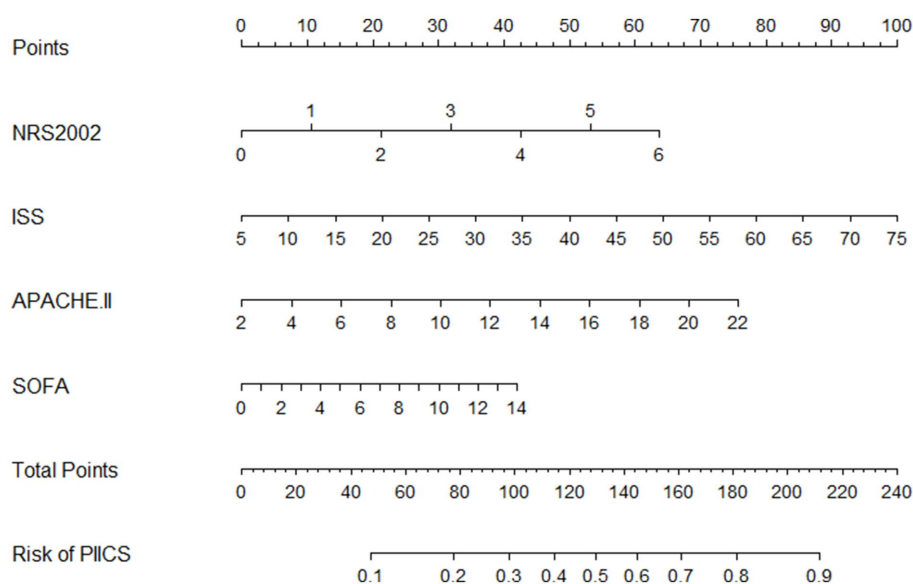 0 10 20 30 40 50 60 70 80 90 100
Points
1 3 5
NRS2002
0 2 4 6
ISS
5 10 15 20 25 30 35 40 45 50 55 60 65 70 75
APACHE.II
2 4 6 8 10 12 14 16 18 20 22
SOFA
0 2 4 6 8 10 12 14
Total Points
0 20 40 60 80 100 120 140 160 180 200 220 240
Risk of PIICS
0.1 0.2 0.3 0.4 0.5 0.6 0.7 0.8 0.9